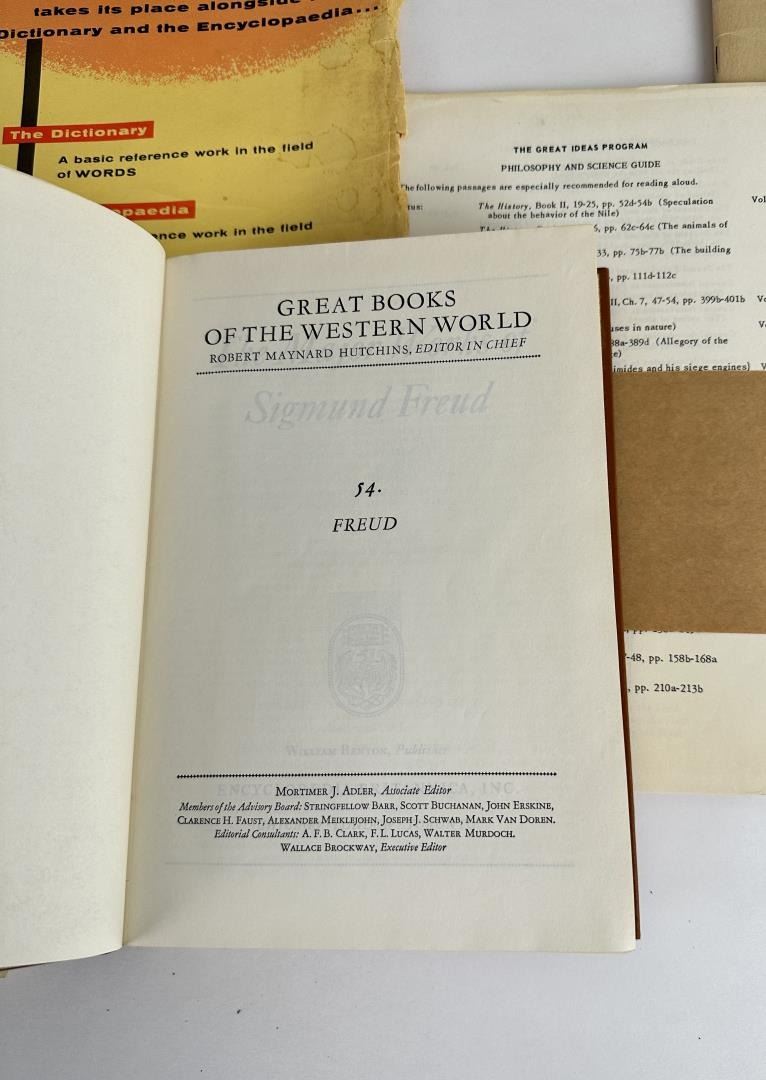 takes its place alongside
Dictionary and the Encyclopaedia...
The Dictionary
A basic reference work in the field
of WORDS
paedia
work in the field
THE GREAT IDEAS PROGRAM
PHILOSOPHY AND SCIENCE GUIDE
The following passages are especially recommended for reading aloud.
The History, Book II, 19-25, pp. 52d-54b (Speculation
about the behavior of the Nile)
pp. 62c-64c (The animals of
33, pp. 75b-77b (The building
pp. 111d-112c
II, Ch. 7, 47-54, pp. 399b-401b
in nature)
38a-389d (Allegory of the
and his siege engines)
-48, pp. 158b-168a
, pp. 210a-213b
GREAT BOOKS
OF THE WESTERN WORLD
ROBERT MAYNARD HUTCHINS, EDITOR IN CHIEF
Sigmund Freud
54.
FREUD
WILLIAM BENTON, Publisher
MORTIMER J. ADLER, Associate Editor
Members of the Advisory Board: STRINGFELLOW BARR, SCOTT BUCHANAN, JOHN ERSKINE,
CLARENCE H. FAUST, ALEXANDER MEIKLEJOHN, JOSEPH J. SCHWAB, MARK VAN DOREN.
Editorial Consultants: A. F. B. CLARK, F. L. LUCAS, WALTER MURDOCH.
WALLACE BROCKWAY, Executive Editor